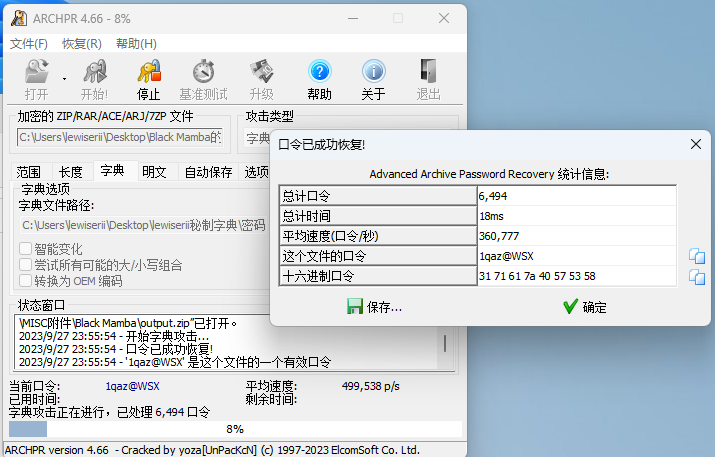 ARCHPR 4.66 - 8%
文件(F) 恢复(R) 帮助(H)
打开 开始! 停止 基准测试 升级 帮助 关于 退出
加密的 ZIP/RAR/ACE/ARJ/7ZP 文件
攻击类型
C:\Users\lewiserii\Desktop\Black Mamba的
字典
范围 长度 字典 明文 自动保存 选项
字典选项
字典文件路径:
C:\Users\lewiserii\Desktop\lewiserii秘制字典\密码
智能变化
尝试所有可能的大/小写组合
转换为 OEM 编码
状态窗口
\MISC附件\Black Mamba\output.zip"已打开。
2023/9/27 23:55:54 - 开始字典攻击...
2023/9/27 23:55:54 - 口令已成功恢复!
2023/9/27 23:55:54 - '1qaz@WSX' 是这个文件的一个有效口令
当前口令: 1qaz@WSX 平均速度: 499,538 p/s
已用时间: 剩余时间:
字典攻击正在进行，已处理 6,494 口令
8%
ARCHPR version 4.66 - Cracked by yoza[UnPacKcN] (c) 1997-2023 ElcomSoft Co. Ltd.
口令已成功恢复!
Advanced Archive Password Recovery 统计信息:
总计口令 6,494
总计时间 18ms
平均速度(口令/秒) 360,777
这个文件的口令 1qaz@WSX
十六进制口令 31 71 61 7a 40 57 53 58
保存... 确定